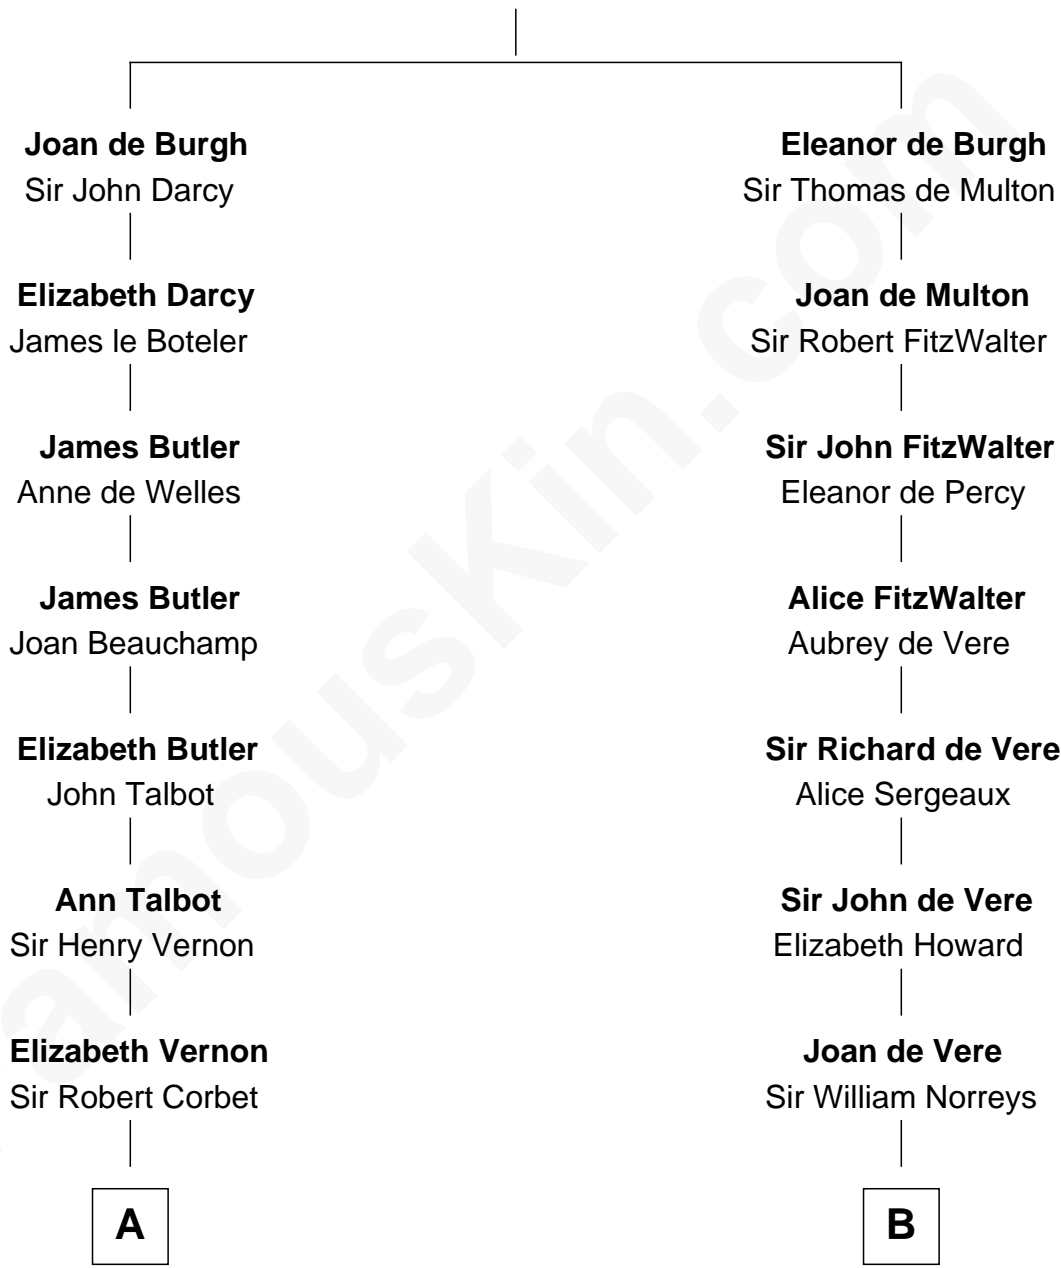 Joan de Burgh
Sir John Darcy
Elizabeth Darcy
James le Boteler
James Butler
Anne de Welles
James Butler
Joan Beauchamp
Elizabeth Butler
John Talbot
Ann Talbot
Sir Henry Vernon
Elizabeth Vernon
Sir Robert Corbet
A
Eleanor de Burgh
Sir Thomas de Multon
Joan de Multon
Sir Robert FitzWalter
Sir John FitzWalter
Eleanor de Percy
Alice FitzWalter
Aubrey de Vere
Sir Richard de Vere
Alice Sergeaux
Sir John de Vere
Elizabeth Howard
Joan de Vere
Sir William Norreys
B
amousKin.com